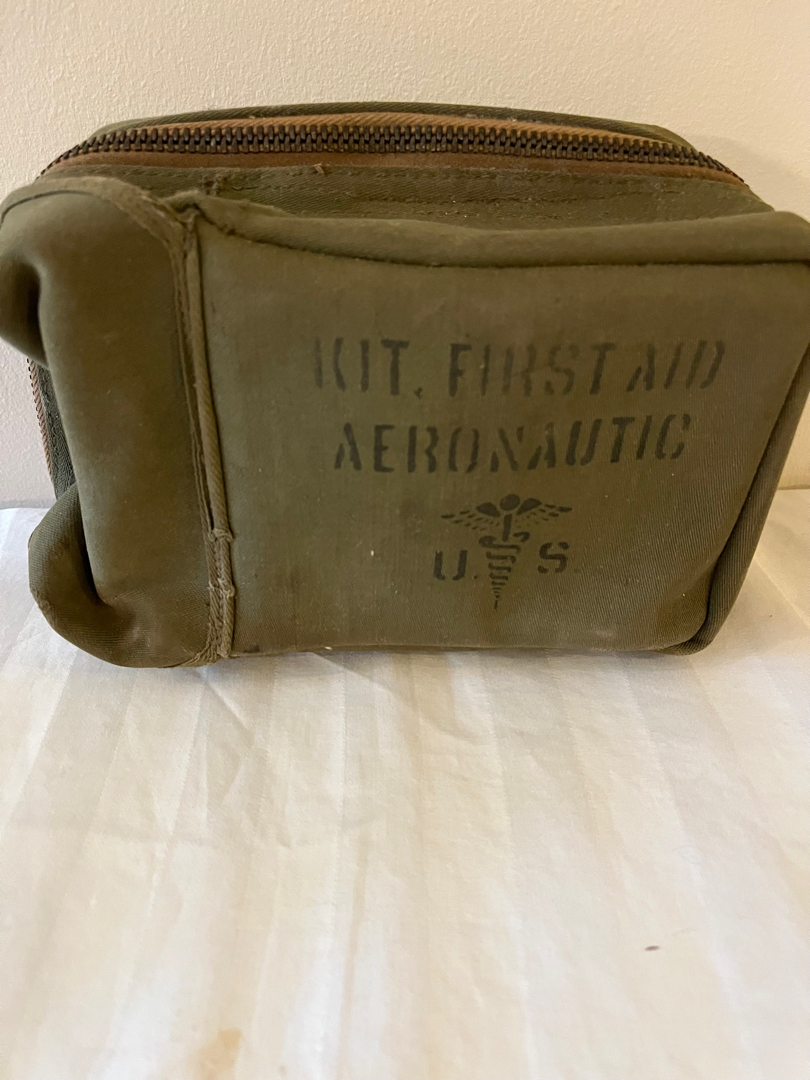 KIT, FIRST AID
AERONAUTIC
U. S.